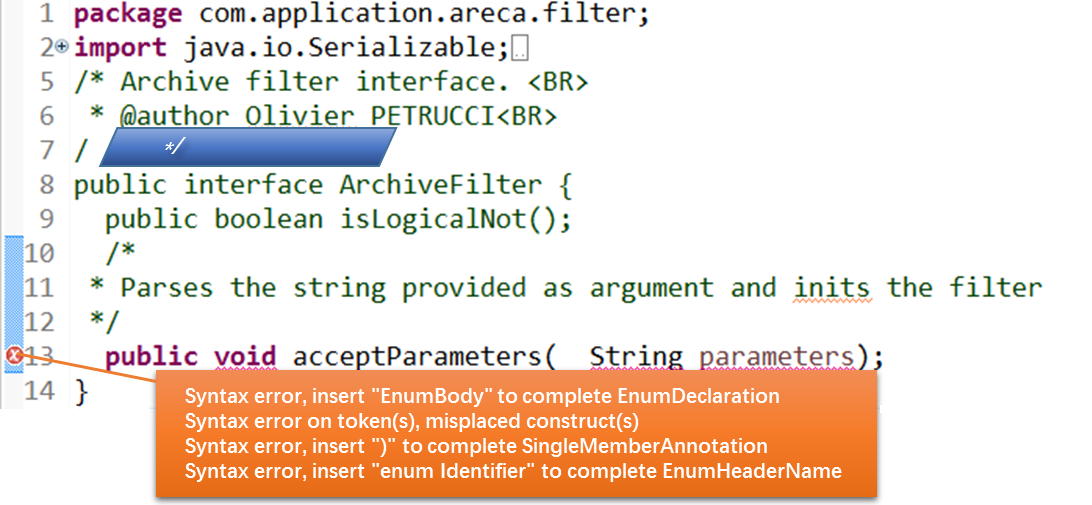 1 package com.application.areca.filter;
2 import java.io.Serializable;
5 /* Archive filter interface. <BR>
6 * @author Olivier PETRUCCI<BR>
7 / */
8 public interface ArchiveFilter {
9 public boolean isLogicalNot();
10 /*
11 * Parses the string provided as argument and inits the filter
12 */
13 public void acceptParameters( String parameters);
14 }
Syntax error, insert "EnumBody" to complete EnumDeclaration
Syntax error on token(s), misplaced construct(s)
Syntax error, insert ")" to complete SingleMemberAnnotation
Syntax error, insert "enum Identifier" to complete EnumHeaderName